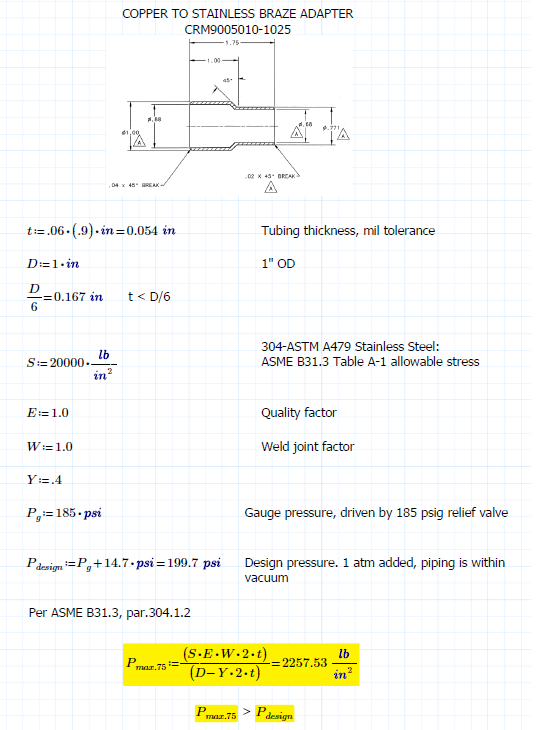 COPPER TO STAINLESS BRAZE ADAPTER
CRM9005010-1025
1.75
1.00
45°
ø.88
ø1.00
A
A
ø.68
ø.771
A
.04 x 45° BREAK
.02 X 45° BREAK
A
t:=.06•(.9)•in=0.054 in Tubing thickness, mil tolerance
D:=1•in 1" OD
D/6=0.167 in t < D/6
304-ASTM A479 Stainless Steel:
S:=20000•lb/in² ASME B31.3 Table A-1 allowable stress
E:=1.0 Quality factor
W:=1.0 Weld joint factor
Y:=.4
Pg:=185•psi Gauge pressure, driven by 185 psig relief valve
Pdesign:=Pg+14.7•psi=199.7 psi Design pressure. 1 atm added, piping is within
vacuum
Per ASME B31.3, par.304.1.2
Pmax.75:=(S•E•W•2•t)/(D−Y•2•t)=2257.53 lb/in²
Pmax.75 > Pdesign